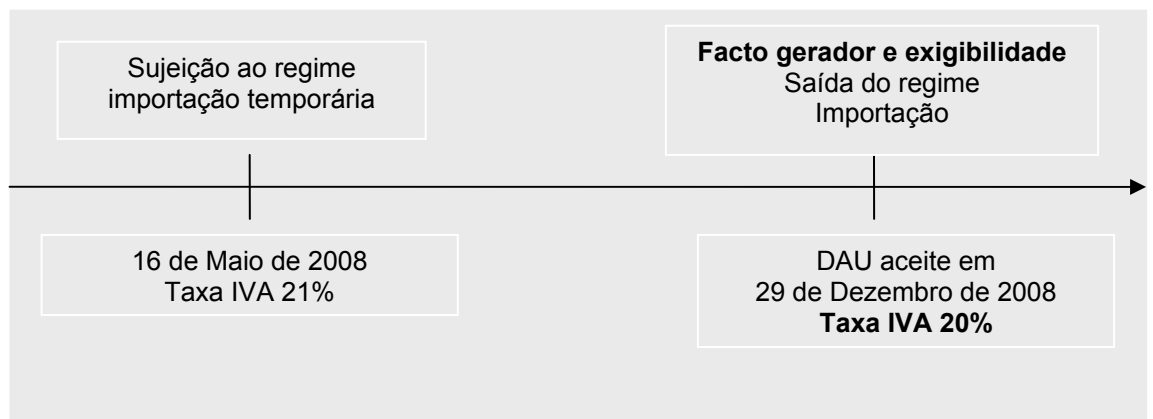 Sujeição ao regime
importação temporária
Facto gerador e exigibilidade
Saída do regime
Importação
16 de Maio de 2008
Taxa IVA 21%
DAU aceite em
29 de Dezembro de 2008
Taxa IVA 20%